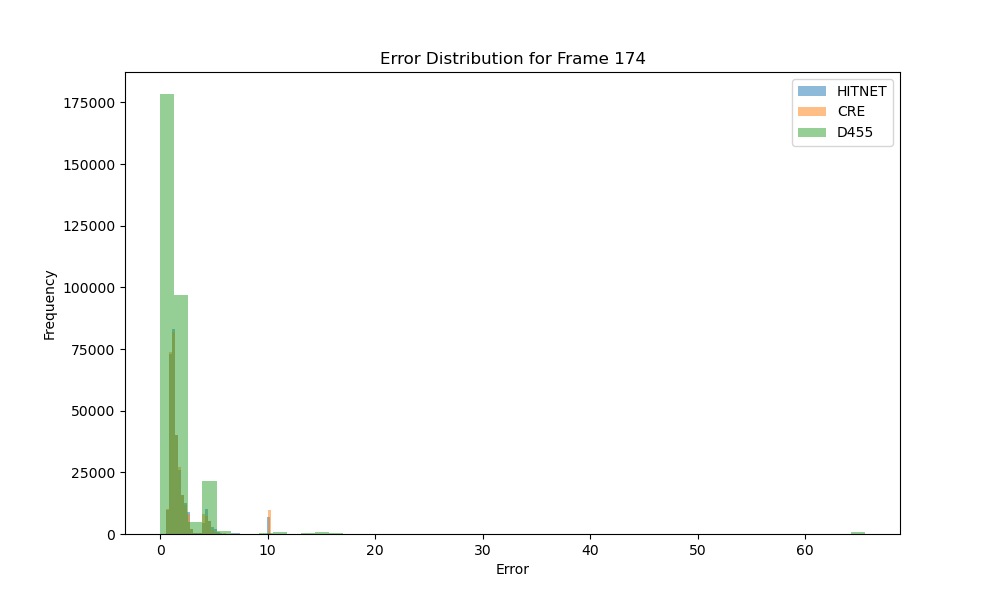 Error Distribution for Frame 174
HITNET
CRE
D455
175000
150000
125000
100000
75000
50000
25000
0
Frequency
0 10 20 30 40 50 60
Error